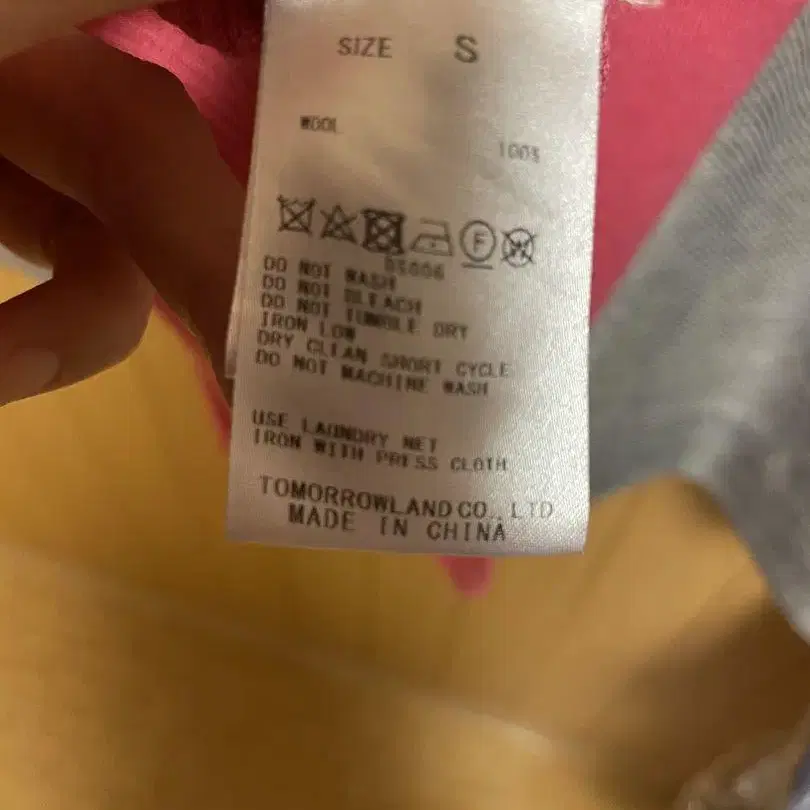 SIZE S
WOOL
100%
F W
05006
DO NOT WASH
DO NOT BLEACH
DO NOT TUMBLE DRY
IRON LOW
DRY CLEAN SHORT CYCLE
DO NOT MACHINE WASH
USE LAUNDRY NET
IRON WITH PRESS CLOTH
TOMORROWLAND CO., LTD
MADE IN CHINA